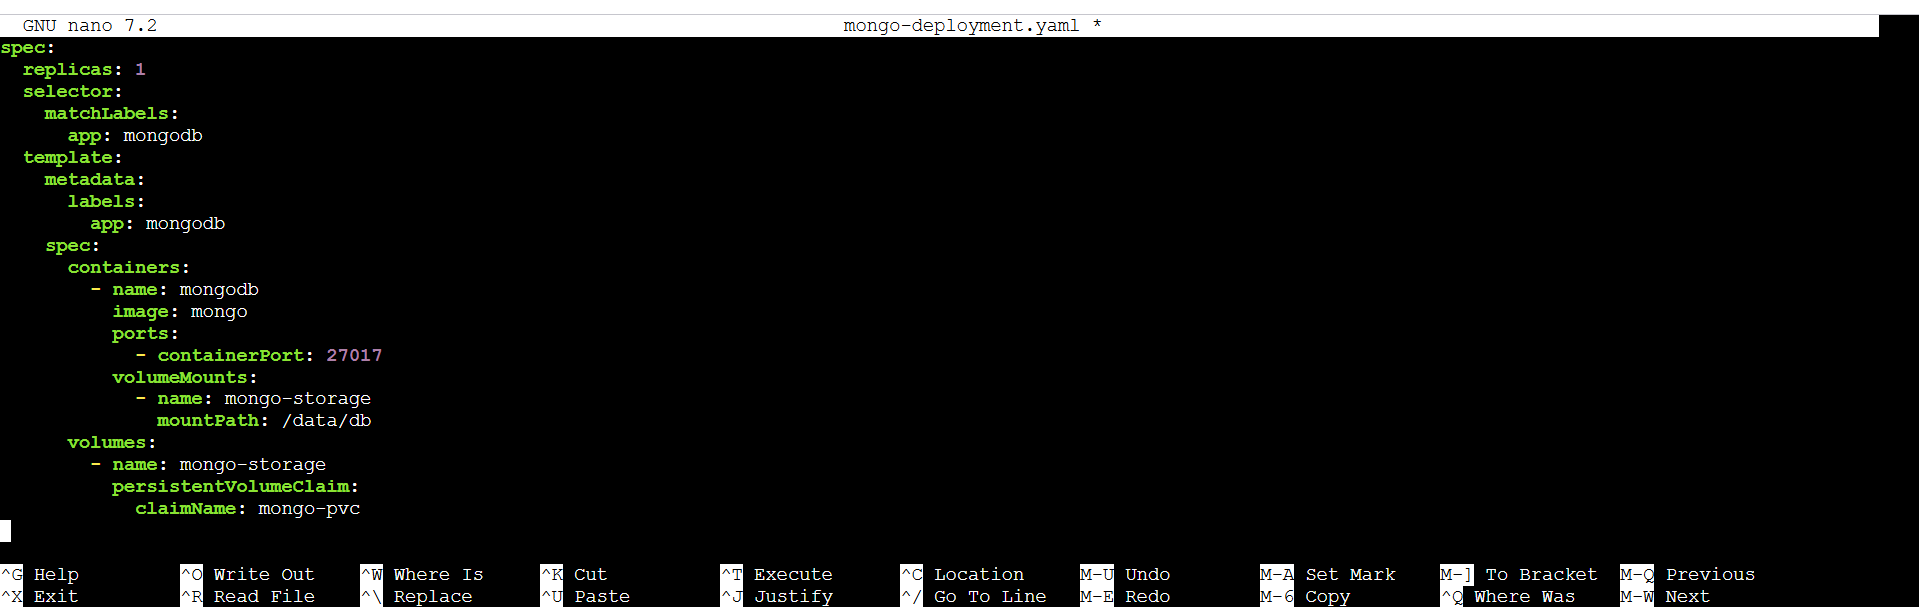 GNU nano 7.2 mongo-deployment.yaml *
spec:
  replicas: 1
  selector:
    matchLabels:
      app: mongodb
  template:
    metadata:
      labels:
        app: mongodb
    spec:
      containers:
        - name: mongodb
          image: mongo
          ports:
            - containerPort: 27017
          volumeMounts:
            - name: mongo-storage
              mountPath: /data/db
      volumes:
        - name: mongo-storage
          persistentVolumeClaim:
            claimName: mongo-pvc
^G Help ^O Write Out ^W Where Is ^K Cut ^T Execute ^C Location M-U Undo M-A Set Mark M-] To Bracket M-Q Previous
^X Exit ^R Read File ^\ Replace ^U Paste ^J Justify ^/ Go To Line M-E Redo M-6 Copy ^Q Where Was M-W Next